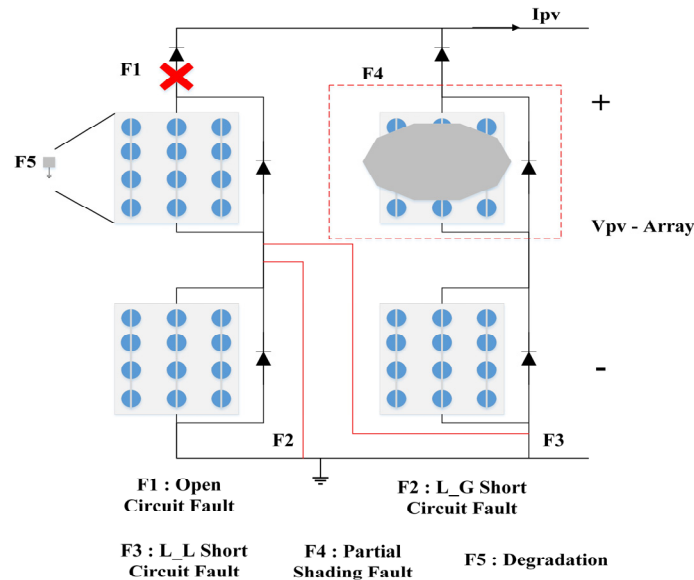 Ipv
F1
F4
+
F5
Vpv - Array
-
F2
F3
F1 : Open
Circuit Fault
F2 : L_G Short
Circuit Fault
F3 : L_L Short
Circuit Fault
F4 : Partial
Shading Fault
F5 : Degradation